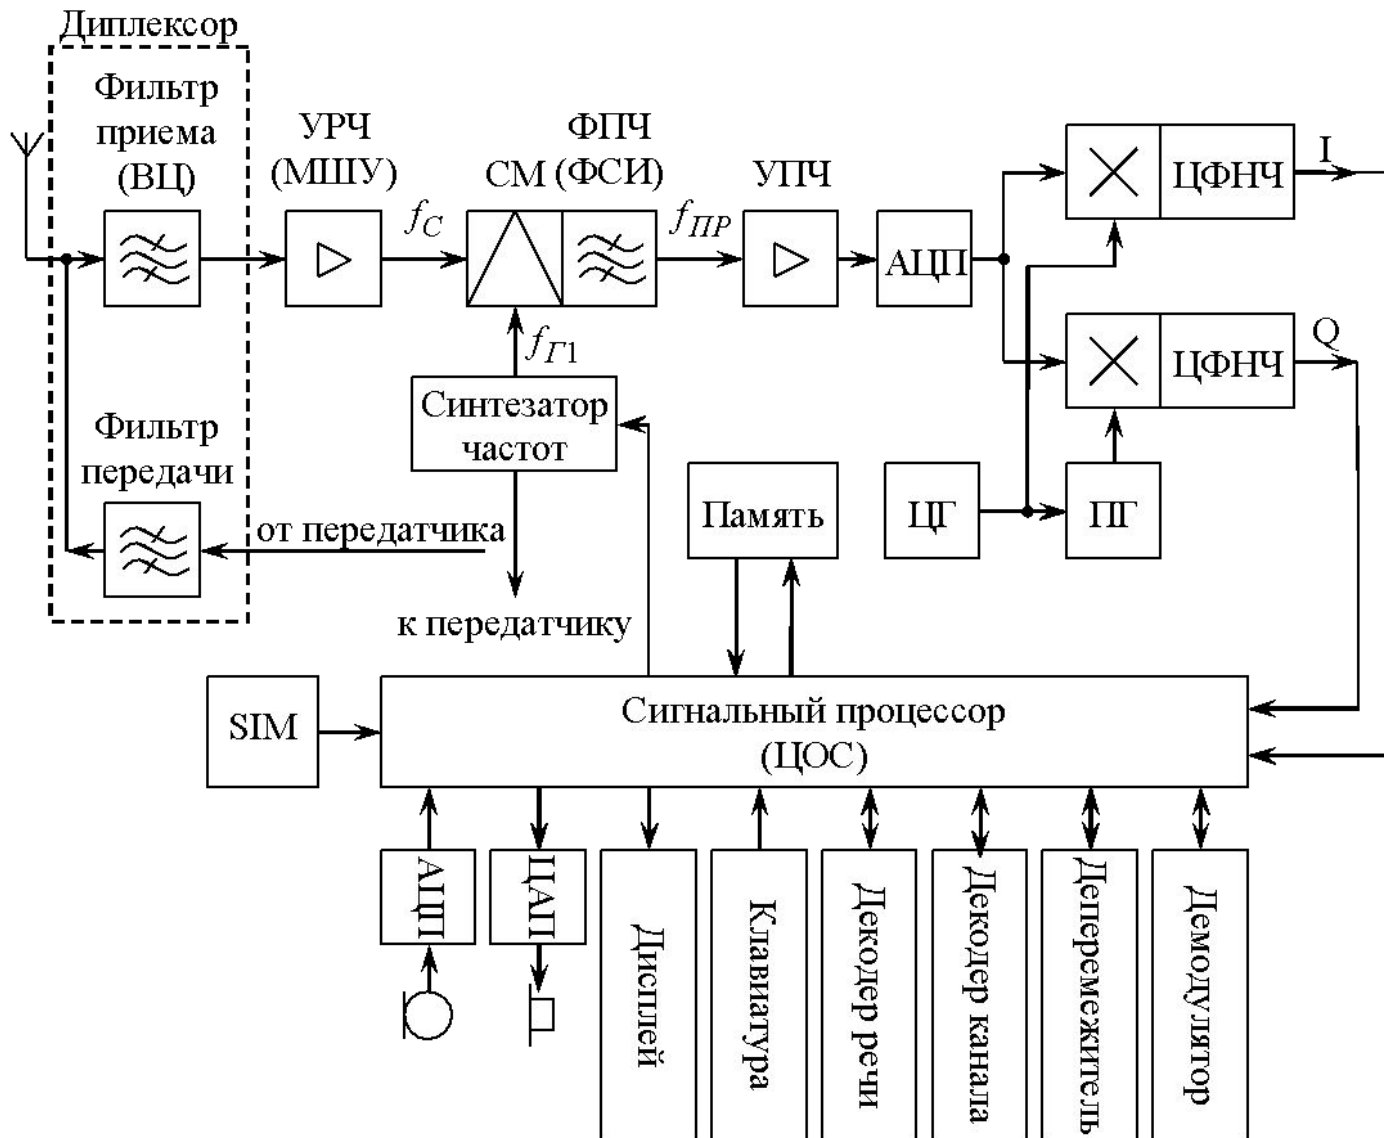 Диплексор
Фильтр
приема
(ВЦ)
УРЧ
(МШУ)
СМ
ФПЧ
(ФСИ)
УПЧ
f_C
f_ПР
АЦП
ЦФНЧ
I
ЦФНЧ
Q
f_Г1
Синтезатор
частот
Фильтр
передачи
от передатчика
к передатчику
Память
ЦГ
ПГ
SIM
Сигнальный процессор
(ЦОС)
АЦП
ЦАП
Дисплей
Клавиатура
Декодер речи
Декодер канала
Деперемежитель
Демодулятор